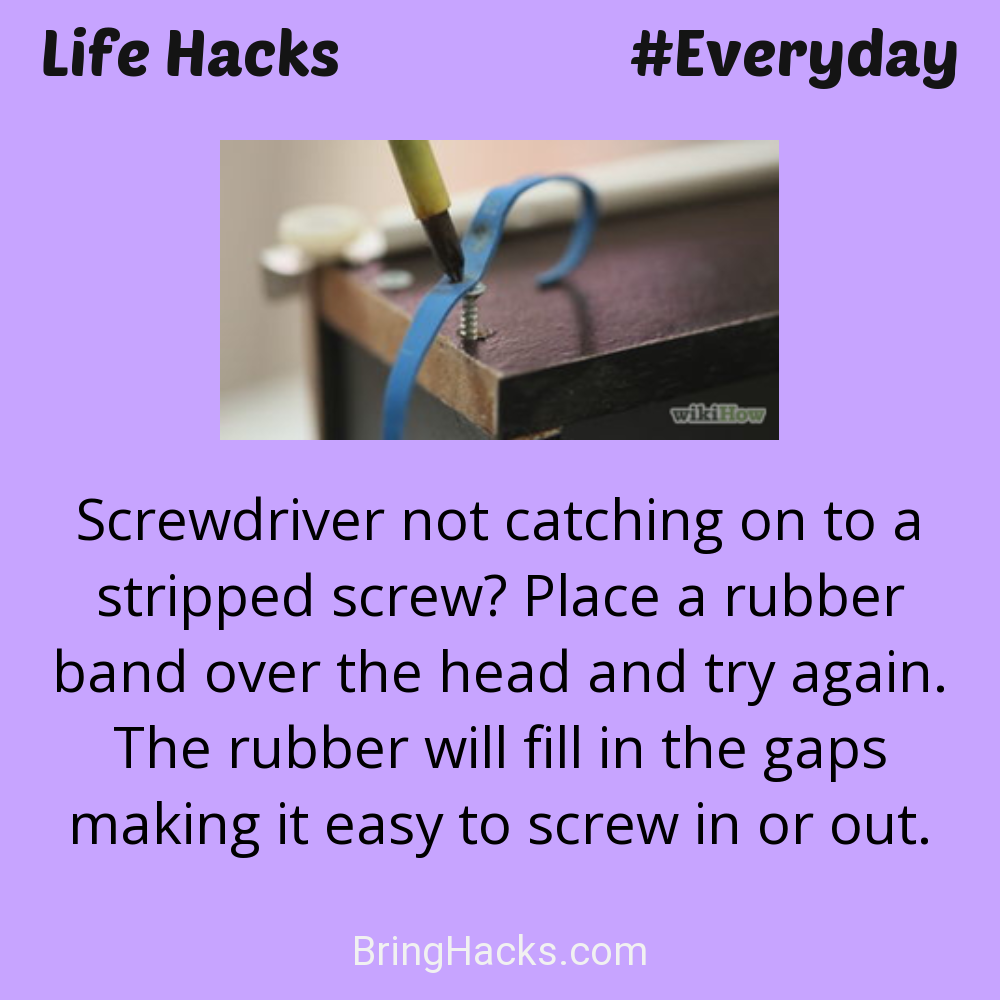 Life Hacks
#Everyday
wikiHow
Screwdriver not catching on to a
stripped screw? Place a rubber
band over the head and try again.
The rubber will fill in the gaps
making it easy to screw in or out.
BringHacks.com